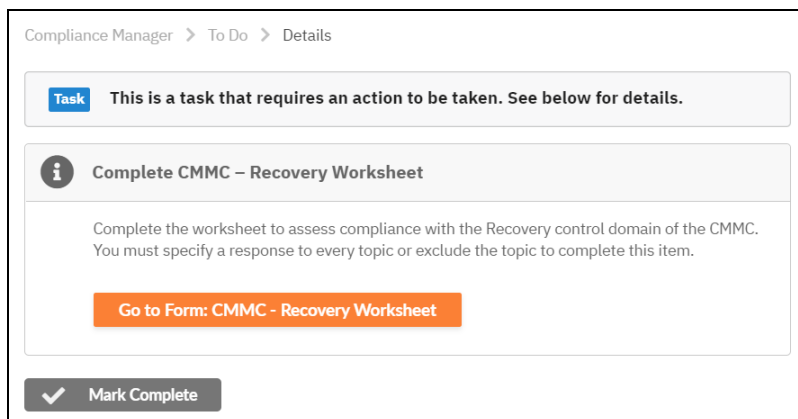 Compliance Manager > To Do > Details
Task This is a task that requires an action to be taken. See below for details.
Complete CMMC – Recovery Worksheet
Complete the worksheet to assess compliance with the Recovery control domain of the CMMC.
You must specify a response to every topic or exclude the topic to complete this item.
Go to Form: CMMC - Recovery Worksheet
Mark Complete